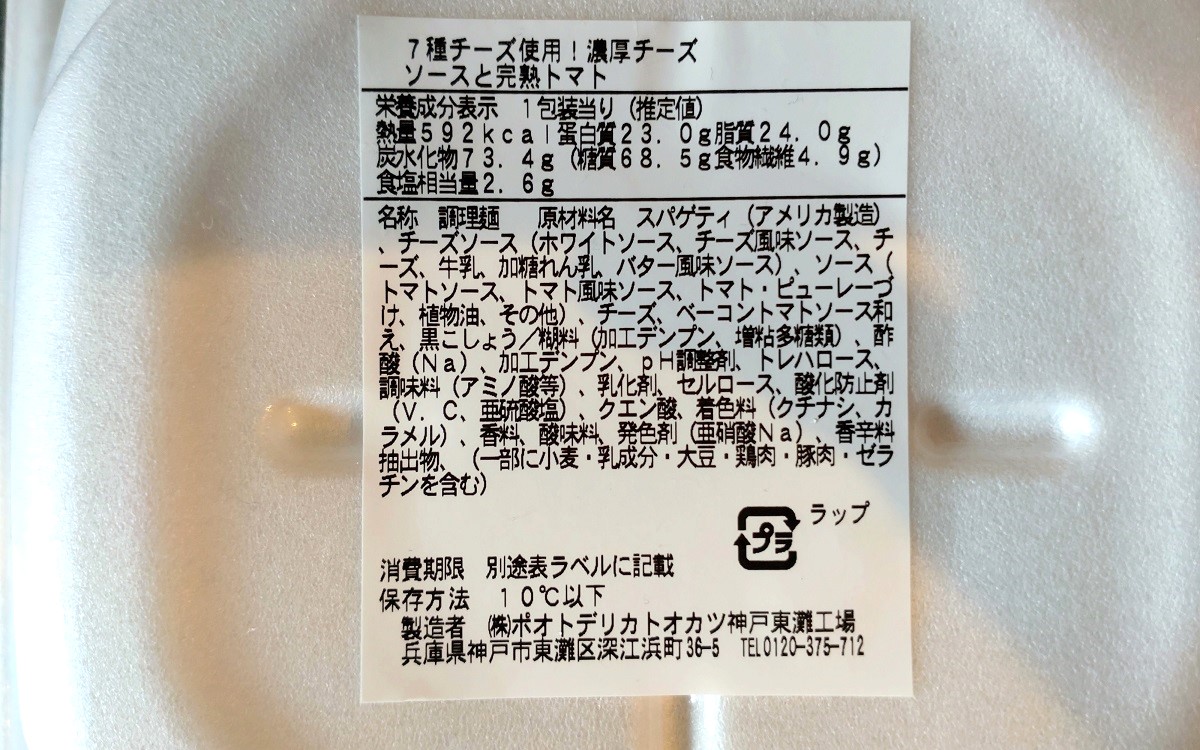 7種チーズ使用!濃厚チーズ
ソースと完熟トマト
栄養成分表示 1包装当り(推定値)
熱量592kcal蛋白質23.0g脂質24.0g
炭水化物73.4g(糖質68.5g食物繊維4.9g)
食塩相当量2.6g
名称 調理麺 原材料名 スパゲティ(アメリカ製造)
、チーズソース(ホワイトソース、チーズ風味ソース、チ
ーズ、牛乳、加糖れん乳、バター風味ソース)、ソース(
トマトソース、トマト風味ソース、トマト・ピューレーづ
け、植物油、その他)、チーズ、ベーコントマトソース和
え、黒こしょう/糊料(加工デンプン、増粘多糖類)、酢
酸(Na)、加工デンプン、pH調整剤、トレハロース、
調味料(アミノ酸等)、乳化剤、セルロース、酸化防止剤
(V.C、亜硫酸塩)、クエン酸、着色料(クチナシ、カ
ラメル)、香料、酸味料、発色剤(亜硝酸Na)、香辛料
抽出物、(一部に小麦・乳成分・大豆・鶏肉・豚肉・ゼラ
チンを含む)
プラ ラップ
消費期限 別途表ラベルに記載
保存方法 10℃以下
製造者 (株)ポオトデリカトオカツ神戸東灘工場
兵庫県神戸市東灘区深江浜町36-5 TEL0120-375-712